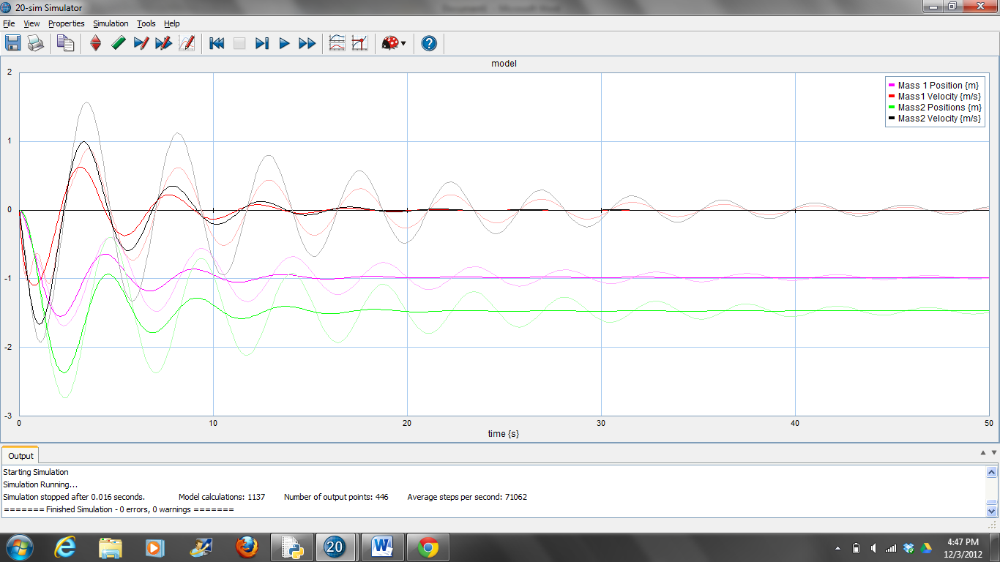 20-sim Simulator
File View Properties Simulation Tools Help
model
2
1
0
-1
-2
-3
0 10 20 30 40 50
time {s}
Mass 1 Position {m}
Mass1 Velocity {m/s}
Mass2 Positions {m}
Mass2 Velocity {m/s}
Output
Starting Simulation
Simulation Running...
Simulation stopped after 0.016 seconds. Model calculations: 1137 Number of output points: 446 Average steps per second: 71062
======= Finished Simulation - 0 errors, 0 warnings =======
20
4:47 PM
12/3/2012